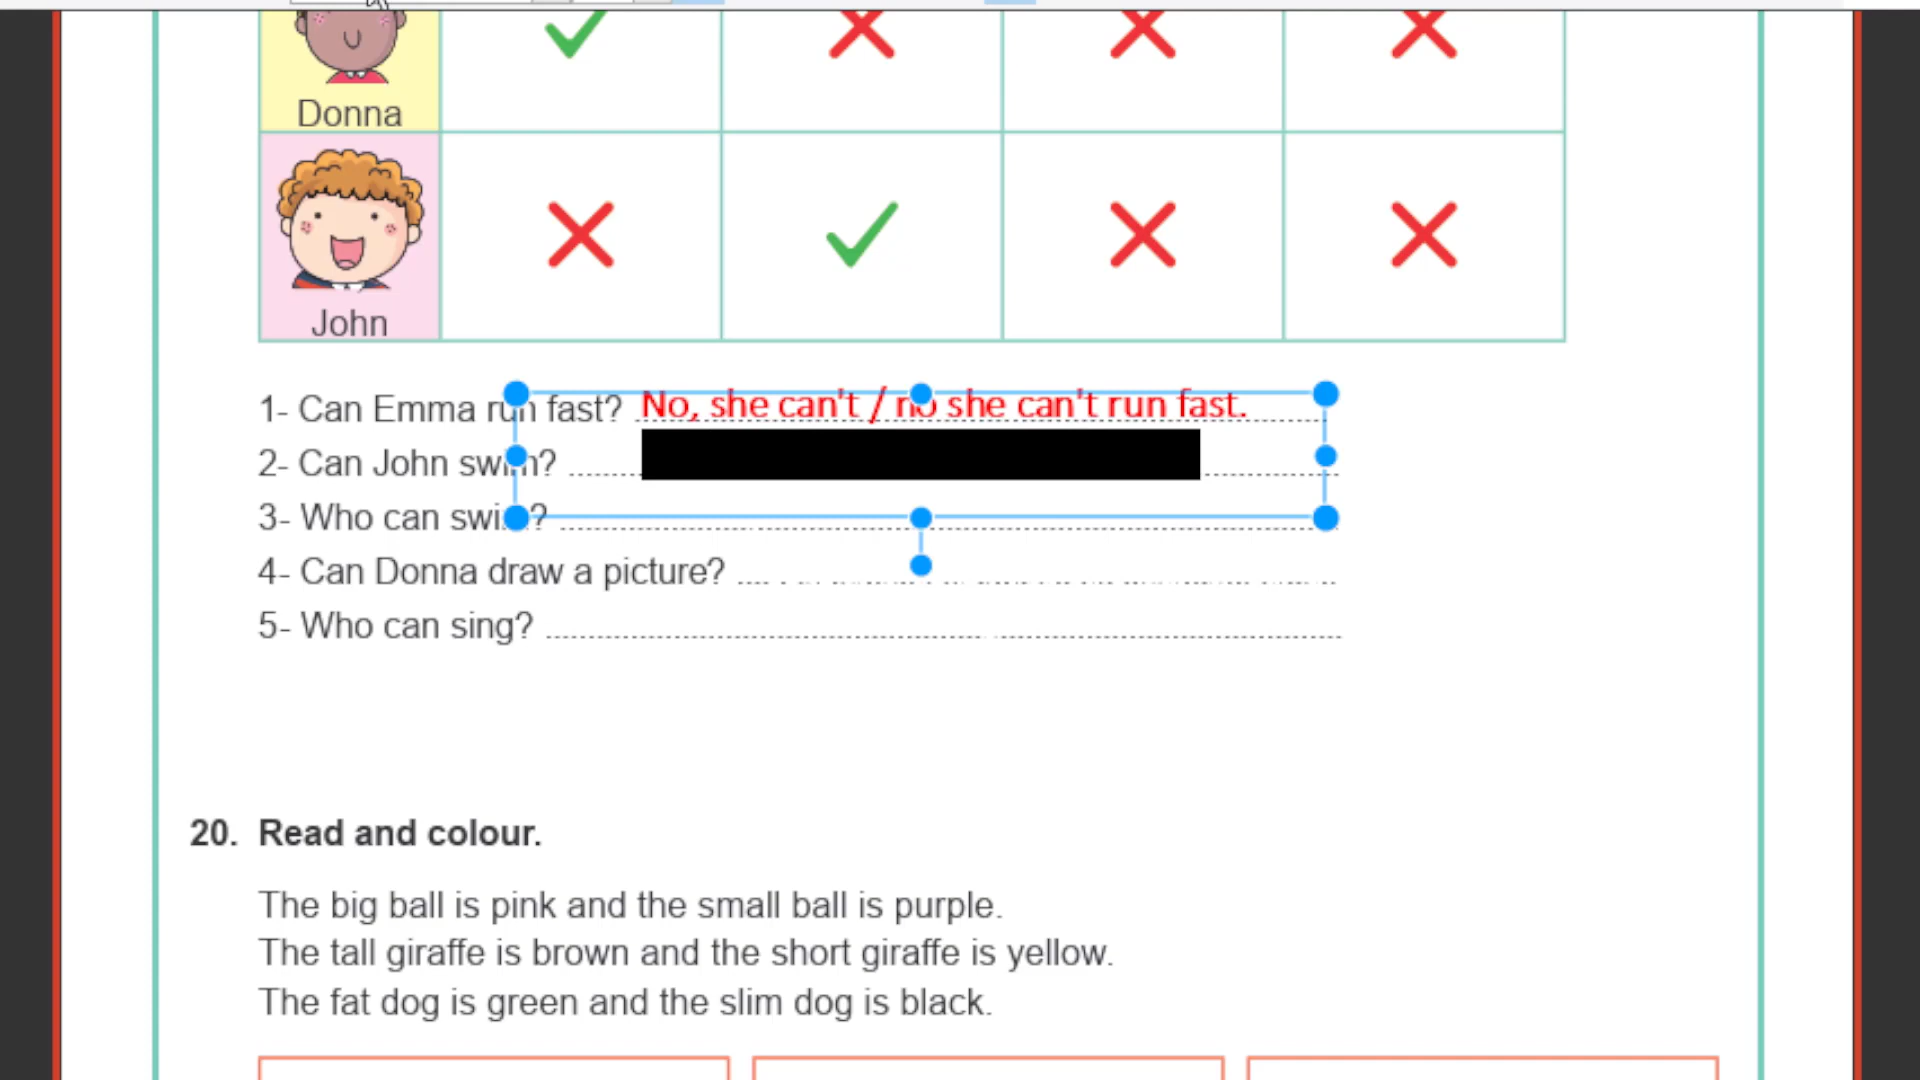 Donna
John
1- Can Emma run fast? No, she can't / no she can't run fast.
2- Can John swim?
3- Who can swim?
4- Can Donna draw a picture?
5- Who can sing?
20. Read and colour.
The big ball is pink and the small ball is purple.
The tall giraffe is brown and the short giraffe is yellow.
The fat dog is green and the slim dog is black.